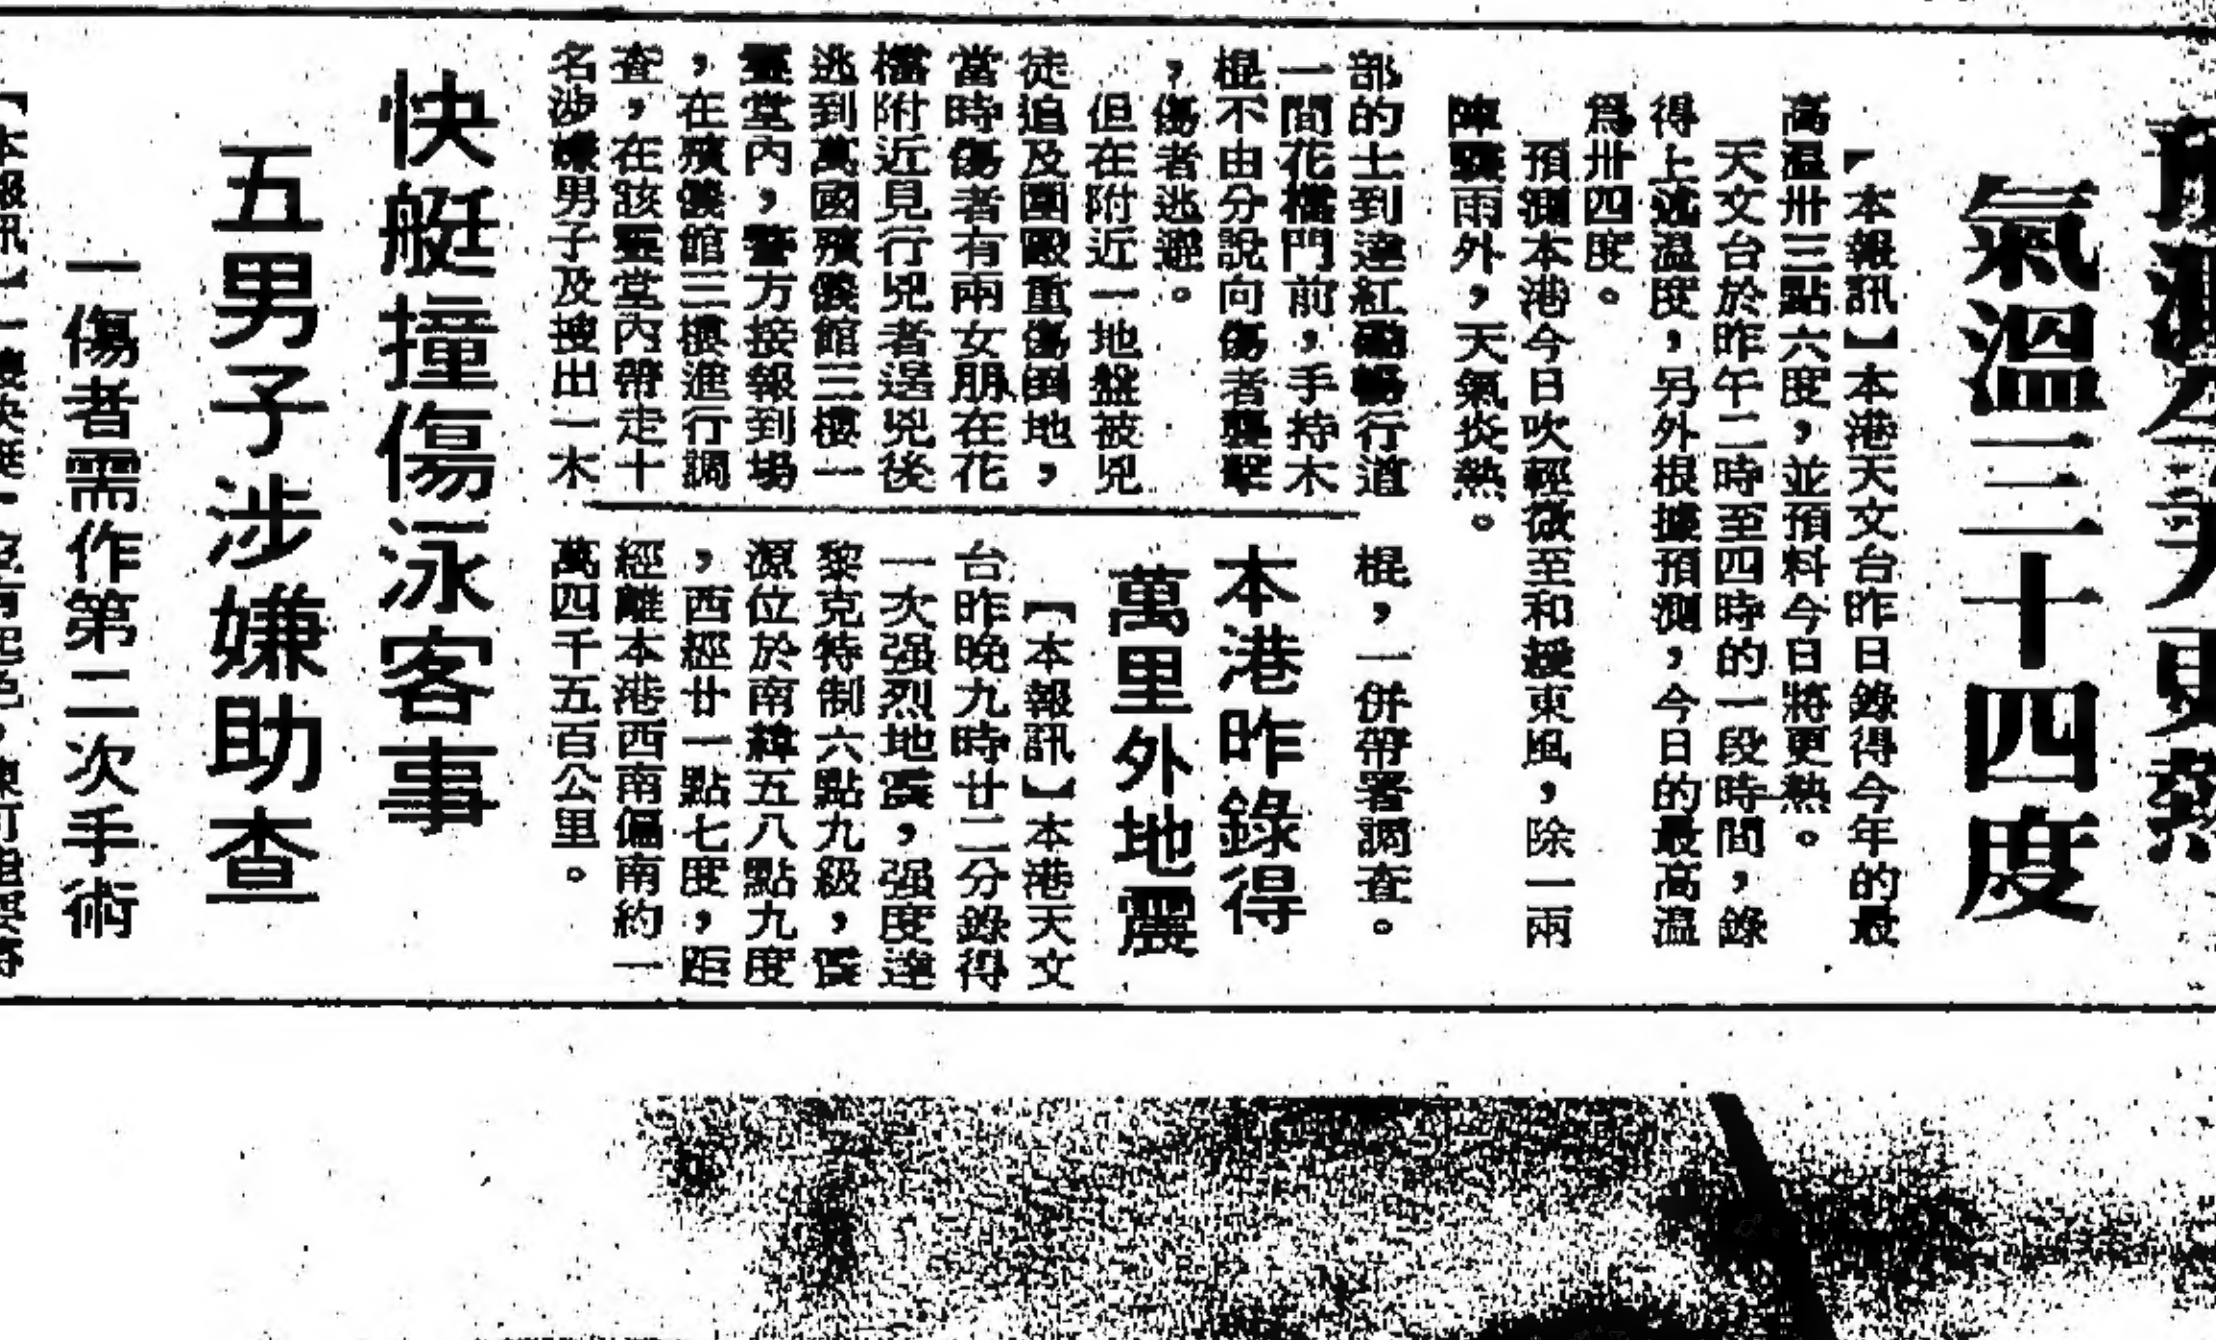 更熱
氣溫三十四度
【本報訊】本港天文台昨日錄得今年的最
高溫卅三點六度，並預料今日將更熱。
天文台於昨午二時至四時的一段時間，錄
得上述溫度，另外根據預測，今日的最高溫
爲卅四度。
預測本港今日吹輕微至和緩東風，除一兩
陣驟雨外，天氣炎熱。
部的士到達紅磡暢行道
一間花檔門前，手持木
棍不由分說向傷者襲擊
，傷者逃避。
但在附近一地盤被兇
徒追及圍毆重傷倒地，
當時傷者有兩女朋在花
檔附近見行兇者逞兇後
逃到萬國殯儀館三樓一
靈堂內，警方接報到場
，在殯儀館三樓進行調
查，在該靈堂內帶走十
名涉嫌男子及搜出一木
棍，一併帶署調查。
本港昨錄得
萬里外地震
【本報訊】本港天文
台昨晚九時廿二分錄得
一次强烈地震，强度達
黎克特制六點九級，震
源位於南緯五八點九度
，西經廿一點七度，距
經離本港西南偏南約一
萬四千五百公里。
快艇撞傷泳客事
五男子涉嫌助查
一傷者需作第二次手術